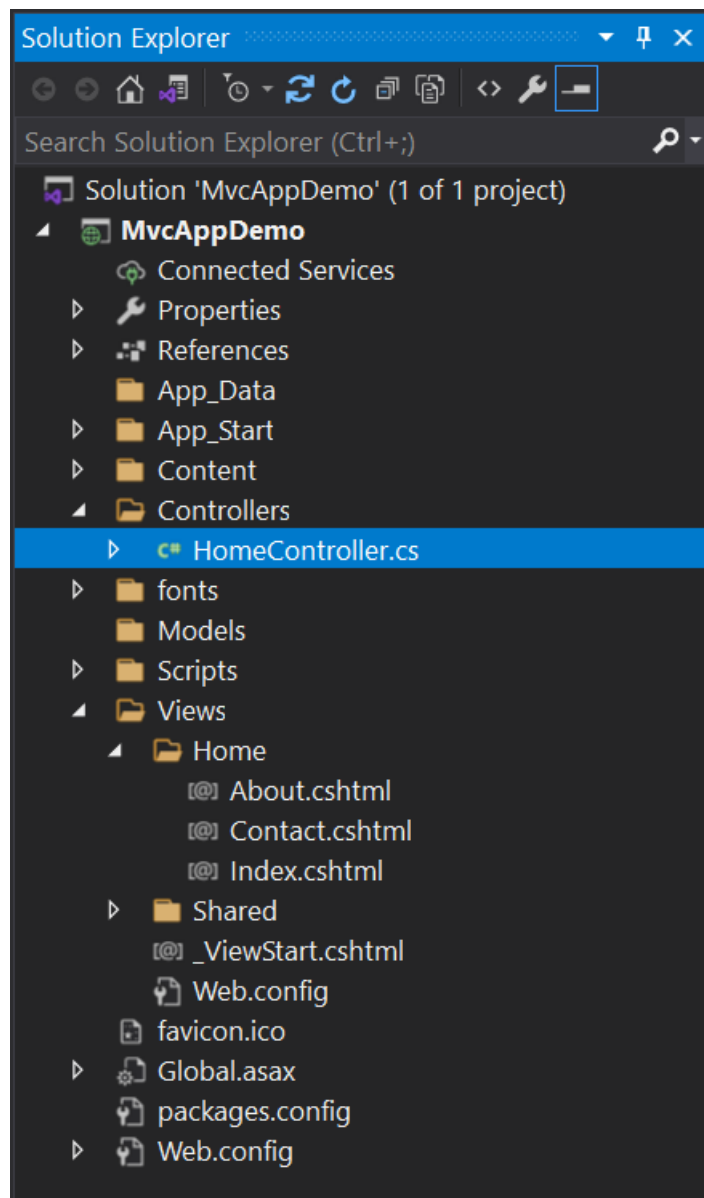 Solution Explorer
Search Solution Explorer (Ctrl+;)
Solution 'MvcAppDemo' (1 of 1 project)
MvcAppDemo
Connected Services
Properties
References
App_Data
App_Start
Content
Controllers
C# HomeController.cs
fonts
Models
Scripts
Views
Home
[@] About.cshtml
[@] Contact.cshtml
[@] Index.cshtml
Shared
[@] _ViewStart.cshtml
Web.config
favicon.ico
Global.asax
packages.config
Web.config